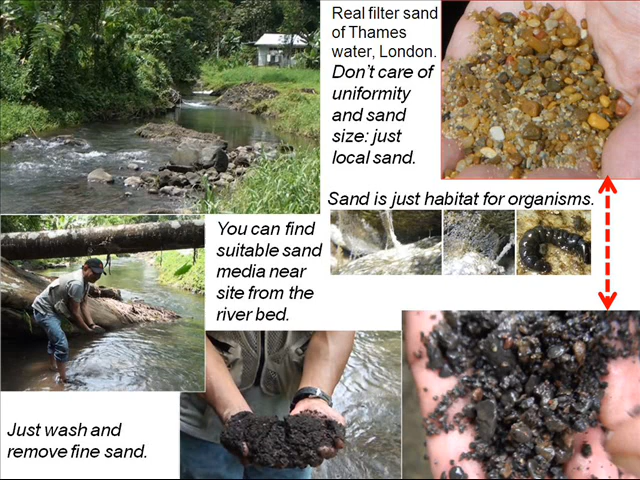 Real filter sand
of Thames
water, London.
Don't care of
uniformity
and sand
size: just
local sand.
Sand is just habitat for organisms.
You can find
suitable sand
media near
site from the
river bed.
Just wash and
remove fine sand.